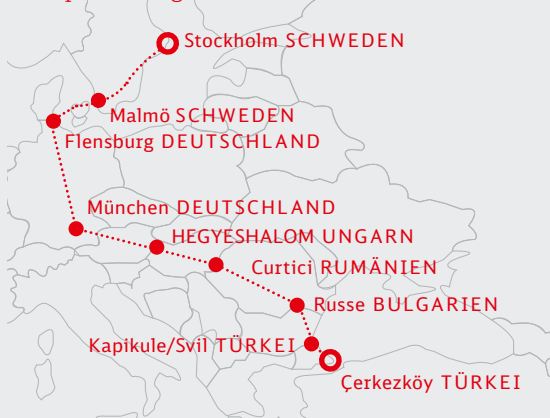 Stockholm SCHWEDEN
Malmö SCHWEDEN
Flensburg DEUTSCHLAND
München DEUTSCHLAND
HEGYESHALOM UNGARN
Curtici RUMÄNIEN
Russe BULGARIEN
Kapikule/Svil TÜRKEI
Çerkezköy TÜRKEI